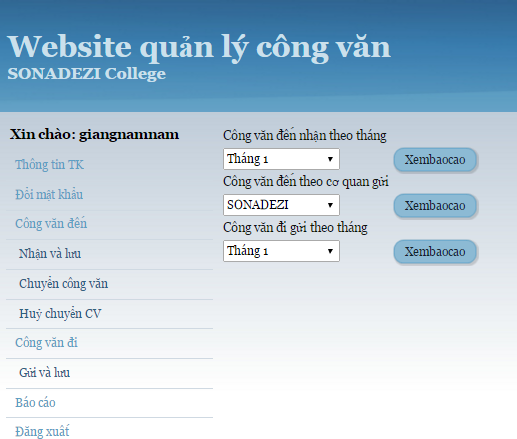 Website quản lý công văn
SONADEZI College
Xin chào: giangnamnam
Thông tin TK
Đổi mật khẩu
Công văn đến
Nhận và lưu
Chuyển công văn
Huỷ chuyển CV
Công văn đi
Gửi và lưu
Báo cáo
Đăng xuất
Công văn đến nhận theo tháng
Tháng 1 Xembaocao
Công văn đến theo cơ quan gửi
SONADEZI Xembaocao
Công văn đi gửi theo tháng
Tháng 1 Xembaocao